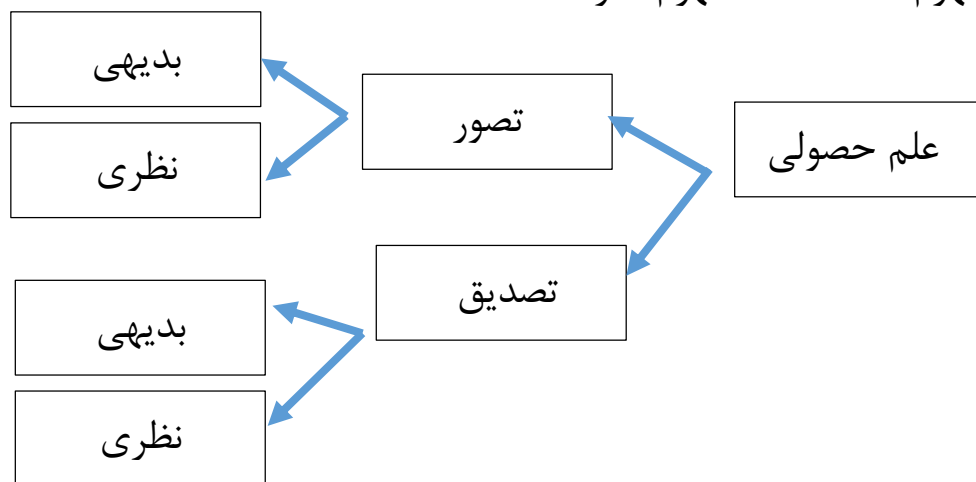 علم حصولی
تصور
بدیهی
نظری
تصدیق
بدیهی
نظری